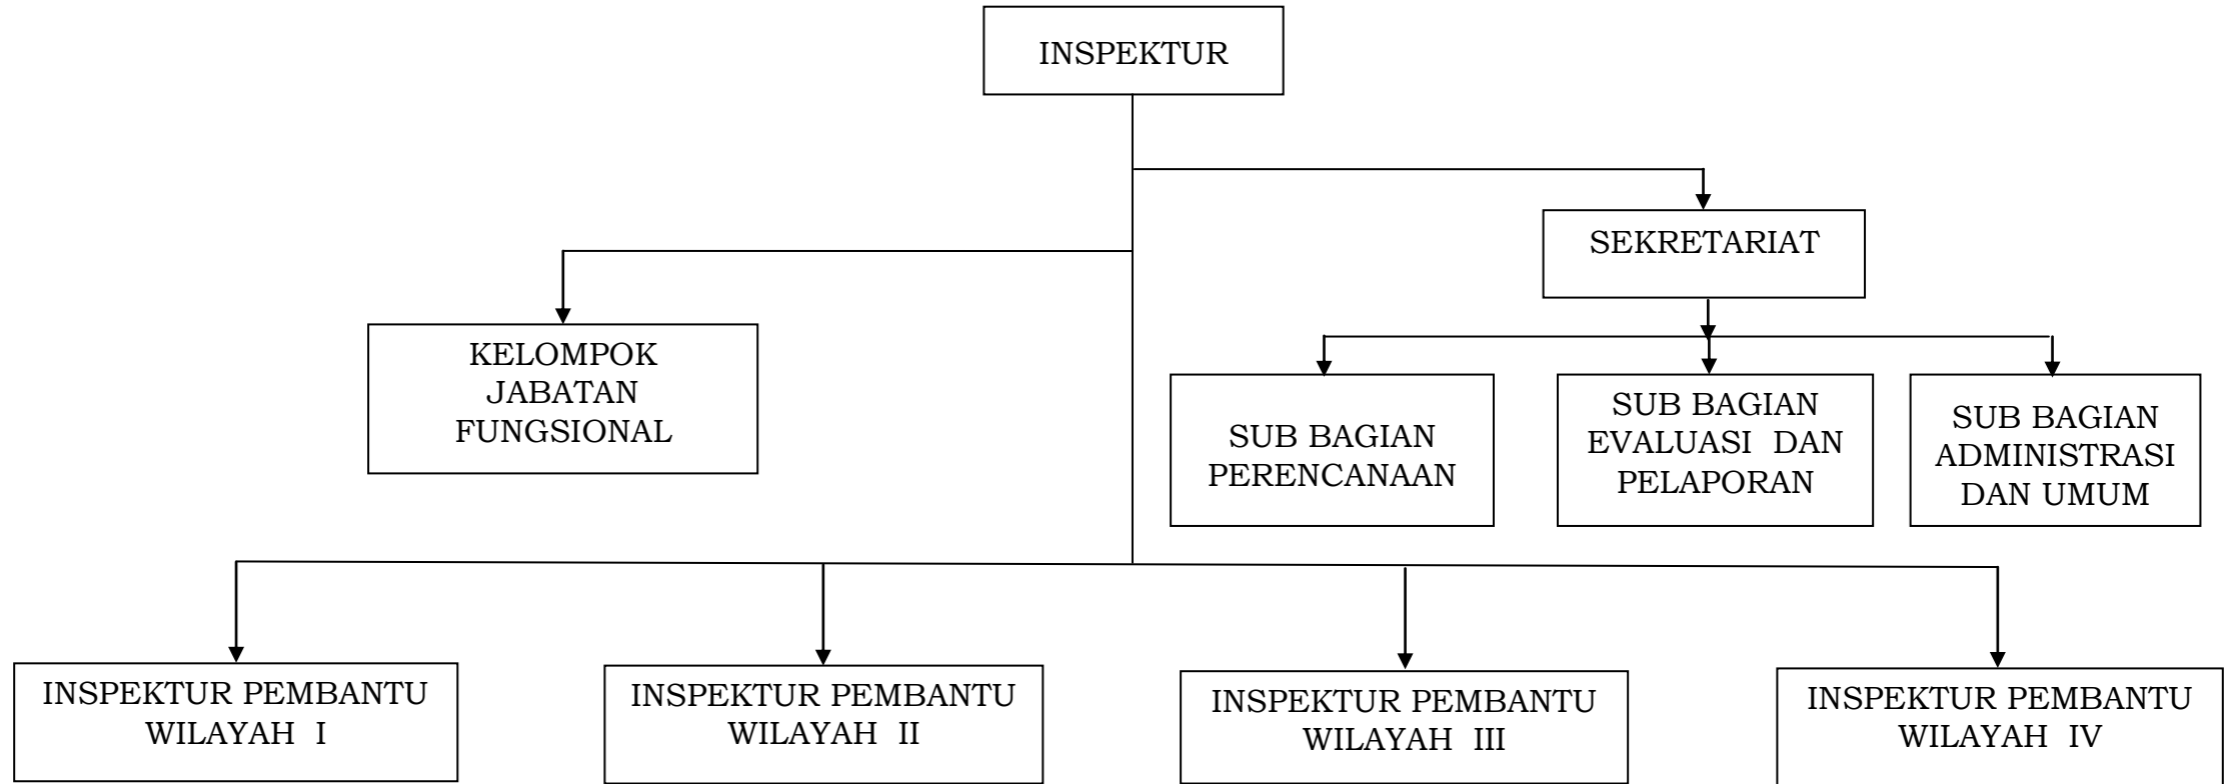 INSPEKTUR
SEKRETARIAT
KELOMPOK
JABATAN
FUNGSIONAL
SUB BAGIAN
PERENCANAAN
SUB BAGIAN
EVALUASI  DAN
PELAPORAN
SUB BAGIAN
ADMINISTRASI
DAN UMUM
INSPEKTUR PEMBANTU
WILAYAH  I
INSPEKTUR PEMBANTU
WILAYAH  II
INSPEKTUR PEMBANTU
WILAYAH  III
INSPEKTUR PEMBANTU
WILAYAH  IV